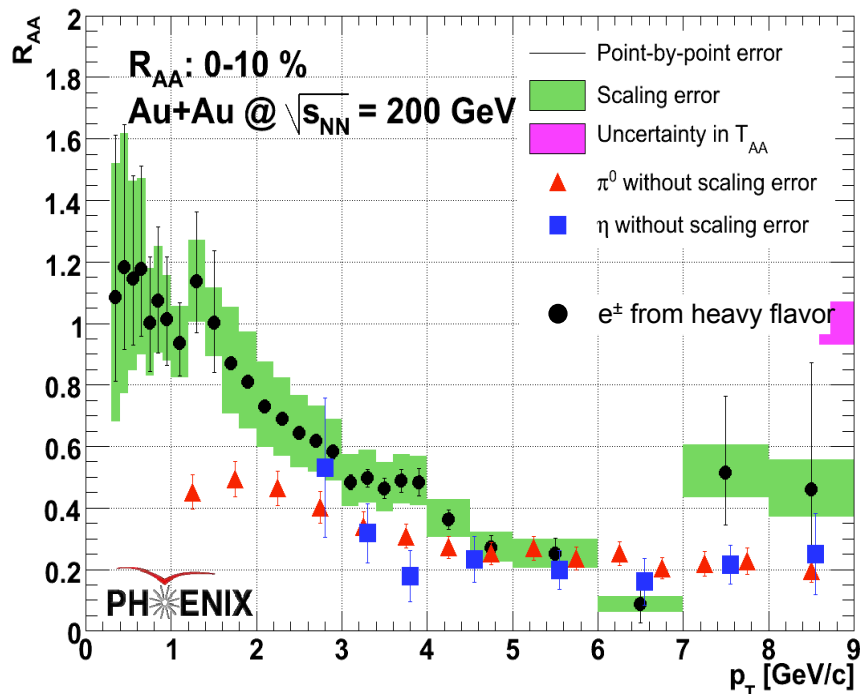 R_AA
2
1.8
1.6
1.4
1.2
1
0.8
0.6
0.4
0.2
0
R_AA: 0-10 %
Au+Au @ √s_NN = 200 GeV
Point-by-point error
Scaling error
Uncertainty in T_AA
π⁰ without scaling error
η without scaling error
e± from heavy flavor
PHENIX
0 1 2 3 4 5 6 7 8 9
p_T [GeV/c]